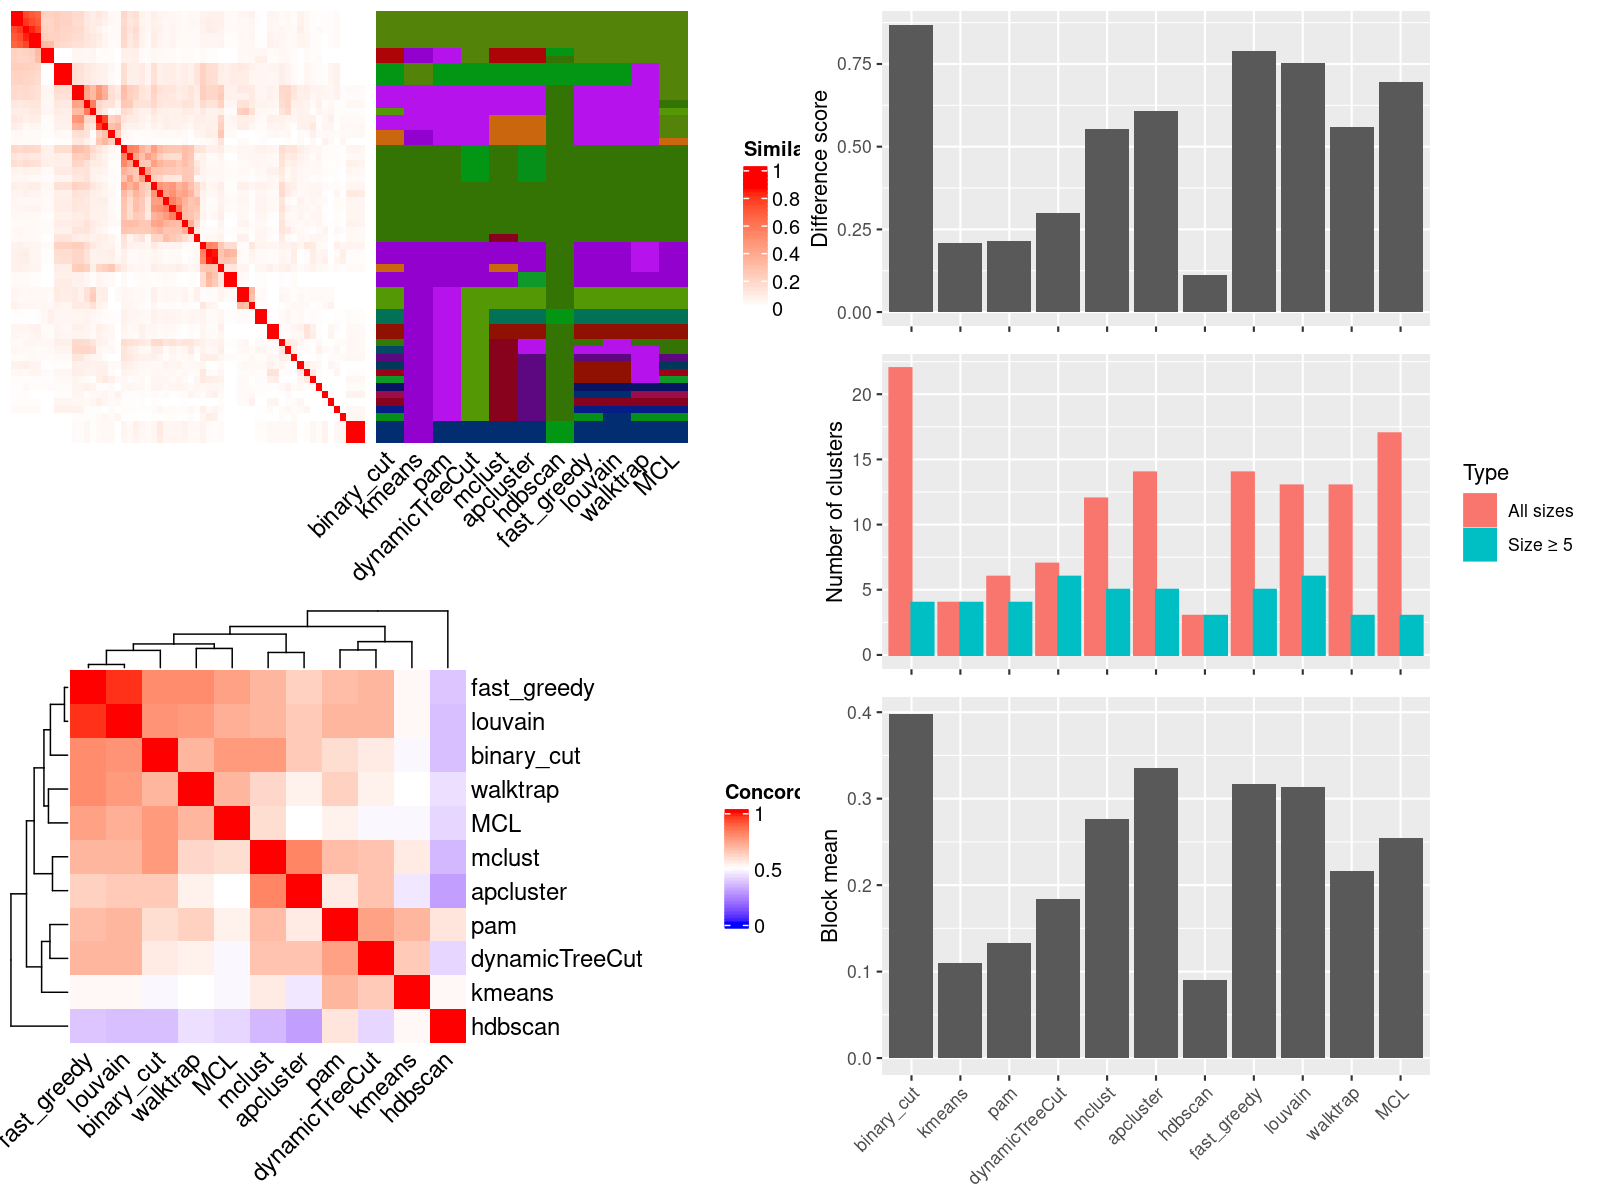 Simila
1
0.8
0.6
0.4
0.2
0
binary_cut
kmeans
pam
dynamicTreeCut
mclust
apcluster
hdbscan
fast_greedy
louvain
walktrap
MCL
fast_greedy
louvain
binary_cut
walktrap
MCL
mclust
apcluster
pam
dynamicTreeCut
kmeans
hdbscan
fast_greedy
louvain
binary_cut
walktrap
MCL
mclust
apcluster
pam
dynamicTreeCut
kmeans
hdbscan
Concord
1
0.5
0
Difference score
0.75
0.50
0.25
0.00
Number of clusters
20
15
10
5
0
Type
All sizes
Size ≥ 5
Block mean
0.4
0.3
0.2
0.1
0.0
binary_cut
kmeans
pam
dynamicTreeCut
mclust
apcluster
hdbscan
fast_greedy
louvain
walktrap
MCL